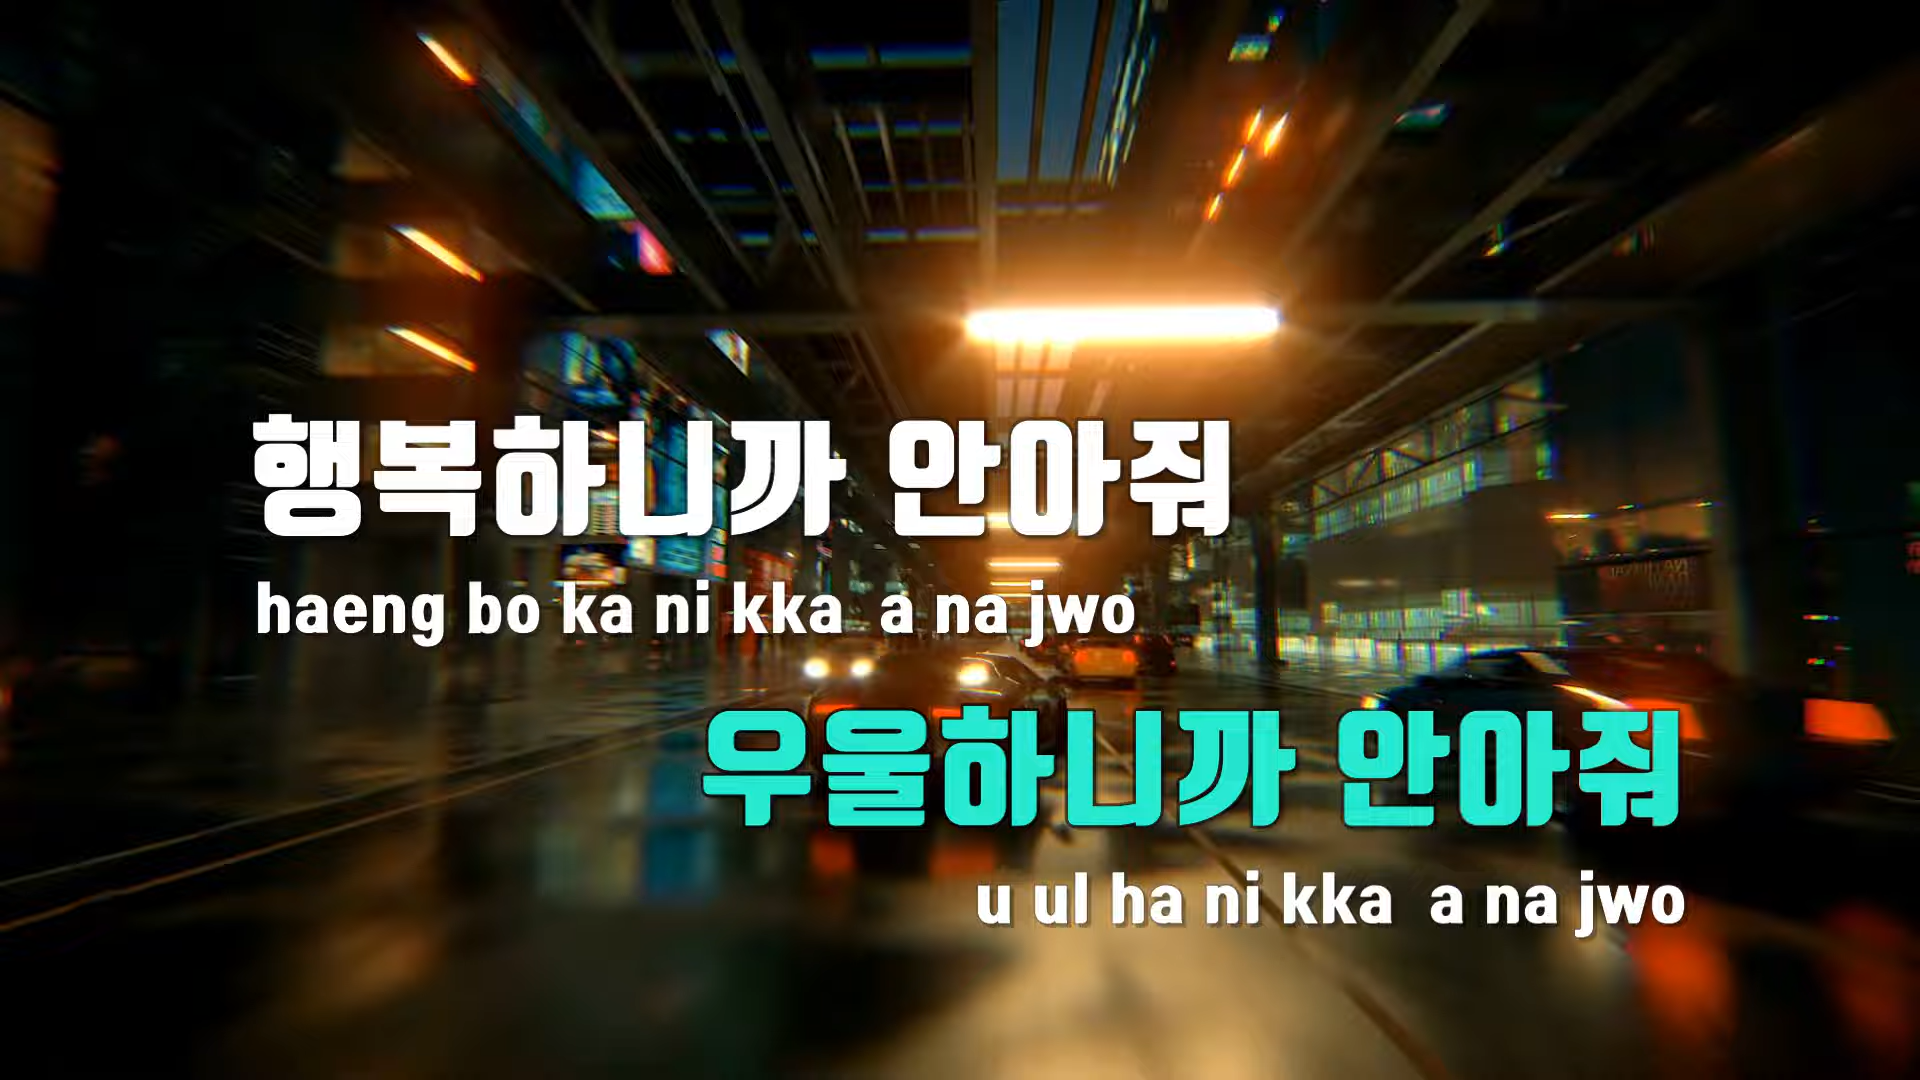 행복하니까 안아줘
haeng bo ka ni kka a na jwo
우울하니까 안아줘
u ul ha ni kka a na jwo